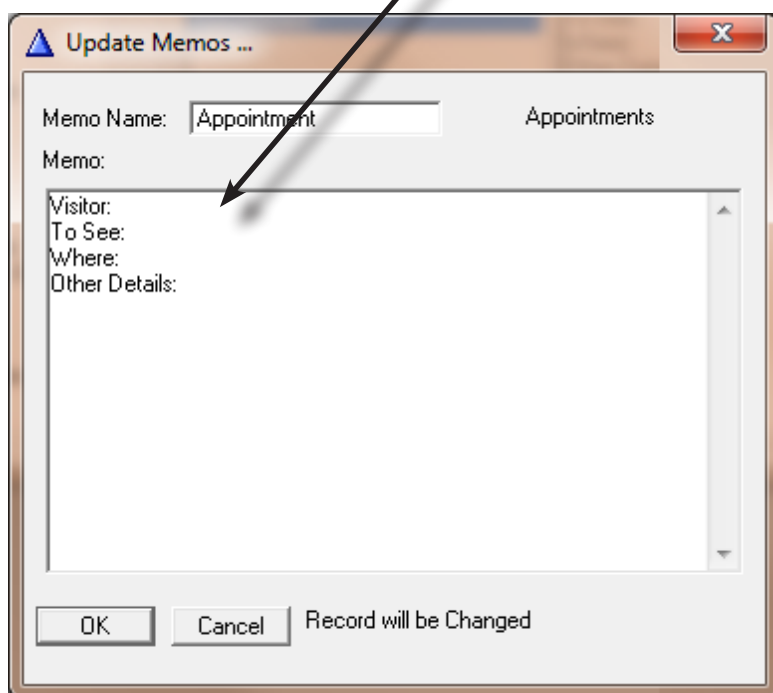 Update Memos ...
Memo Name: Appointment Appointments
Memo:
Visitor:
To See:
Where:
Other Details:
OK Cancel Record will be Changed